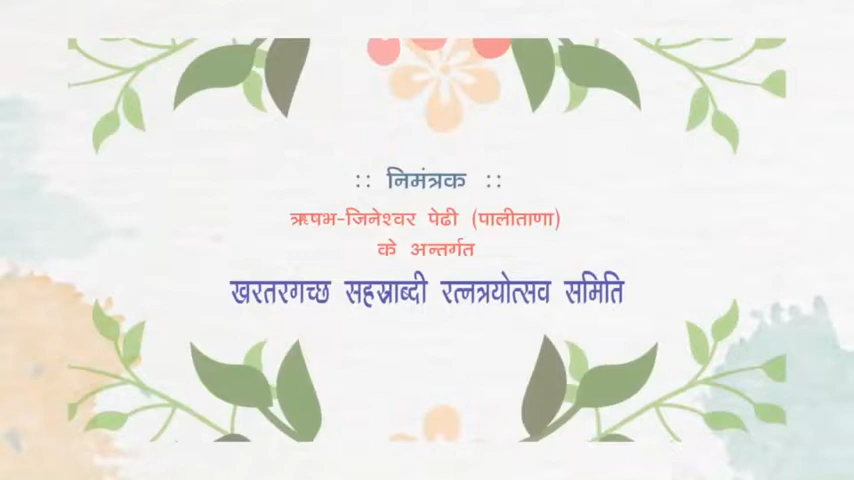 :: निमंत्रक ::
ऋषभ-जिनेश्वर पेढी (पालीताणा)
के अन्तर्गत
खरतरगच्छ सहस्राब्दी रत्नत्रयोत्सव समिति